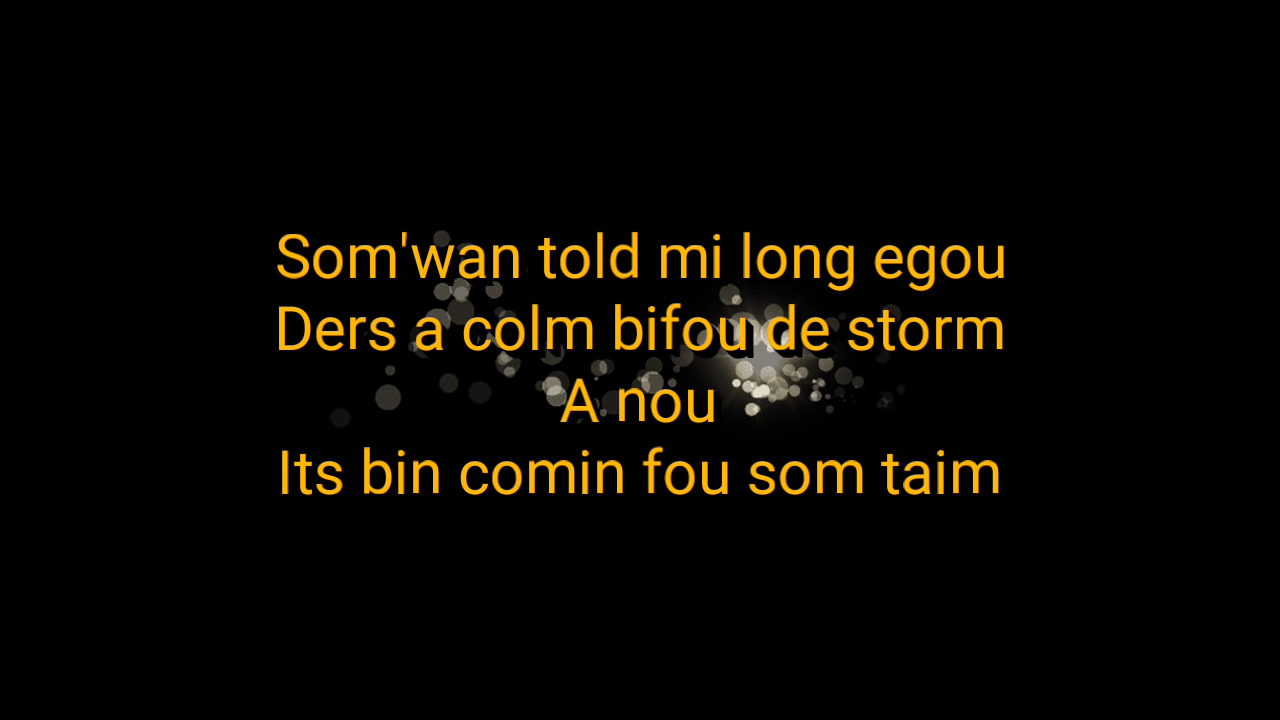 Som'wan told mi long egou
Ders a colm bifou de storm
A nou
Its bin comin fou som taim